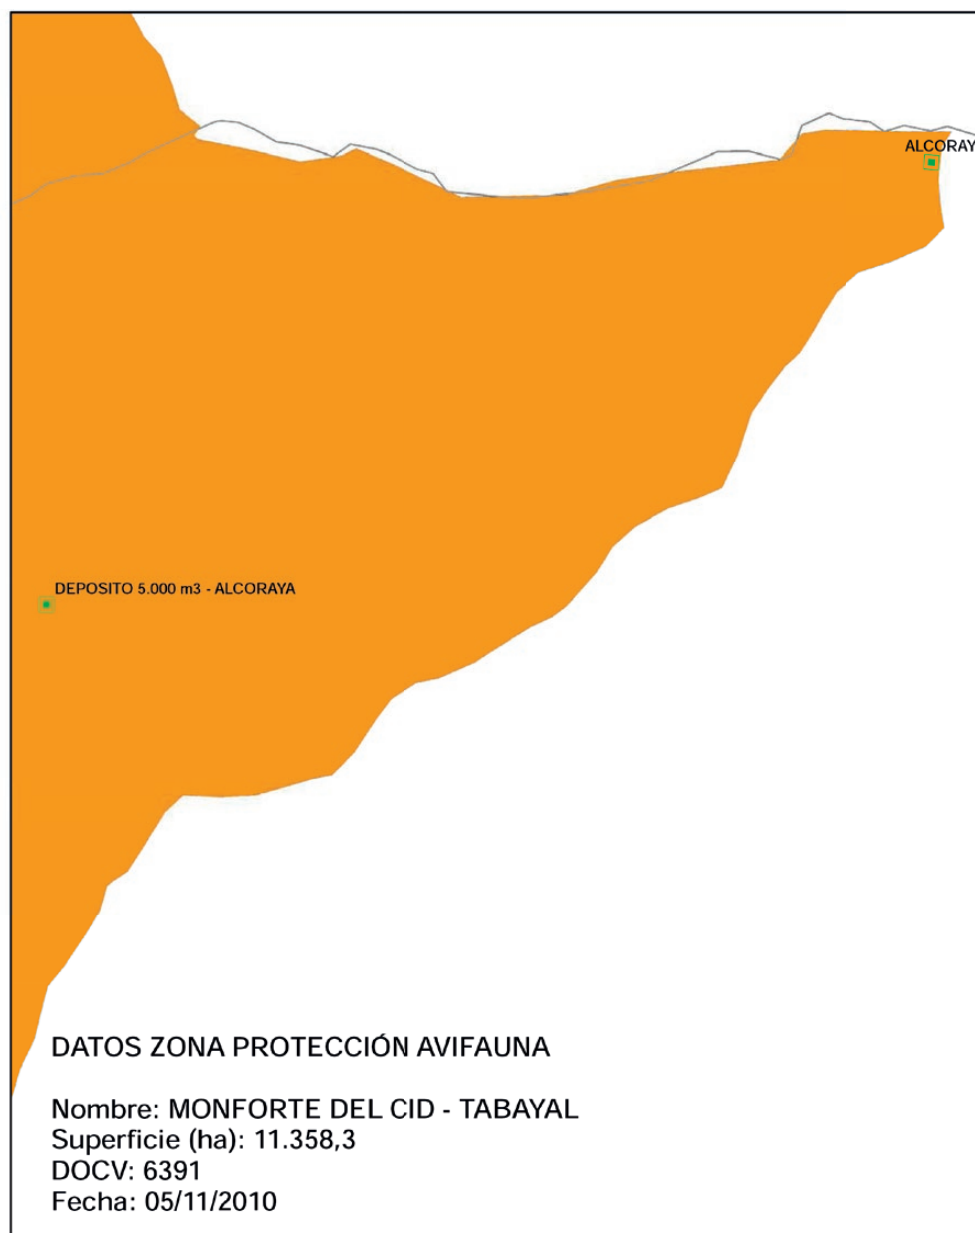 ALCORAY
DEPOSITO 5.000 m3 - ALCORAYA
DATOS ZONA PROTECCIÓN AVIFAUNA
Nombre: MONFORTE DEL CID - TABAYAL
Superficie (ha): 11.358,3
DOCV: 6391
Fecha: 05/11/2010